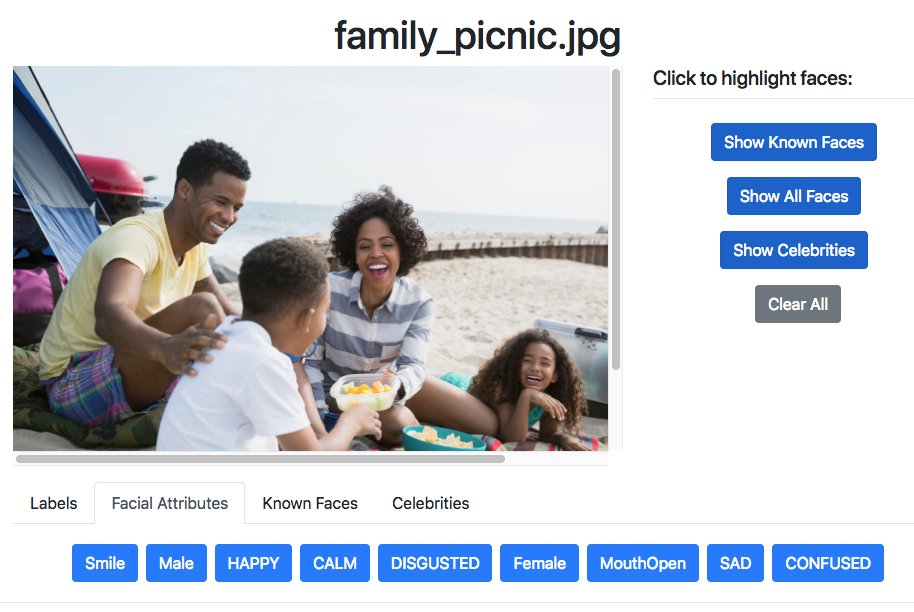 family_picnic.jpg
Click to highlight faces:
Show Known Faces
Show All Faces
Show Celebrities
Clear All
Labels Facial Attributes Known Faces Celebrities
Smile Male HAPPY CALM DISGUSTED Female MouthOpen SAD CONFUSED